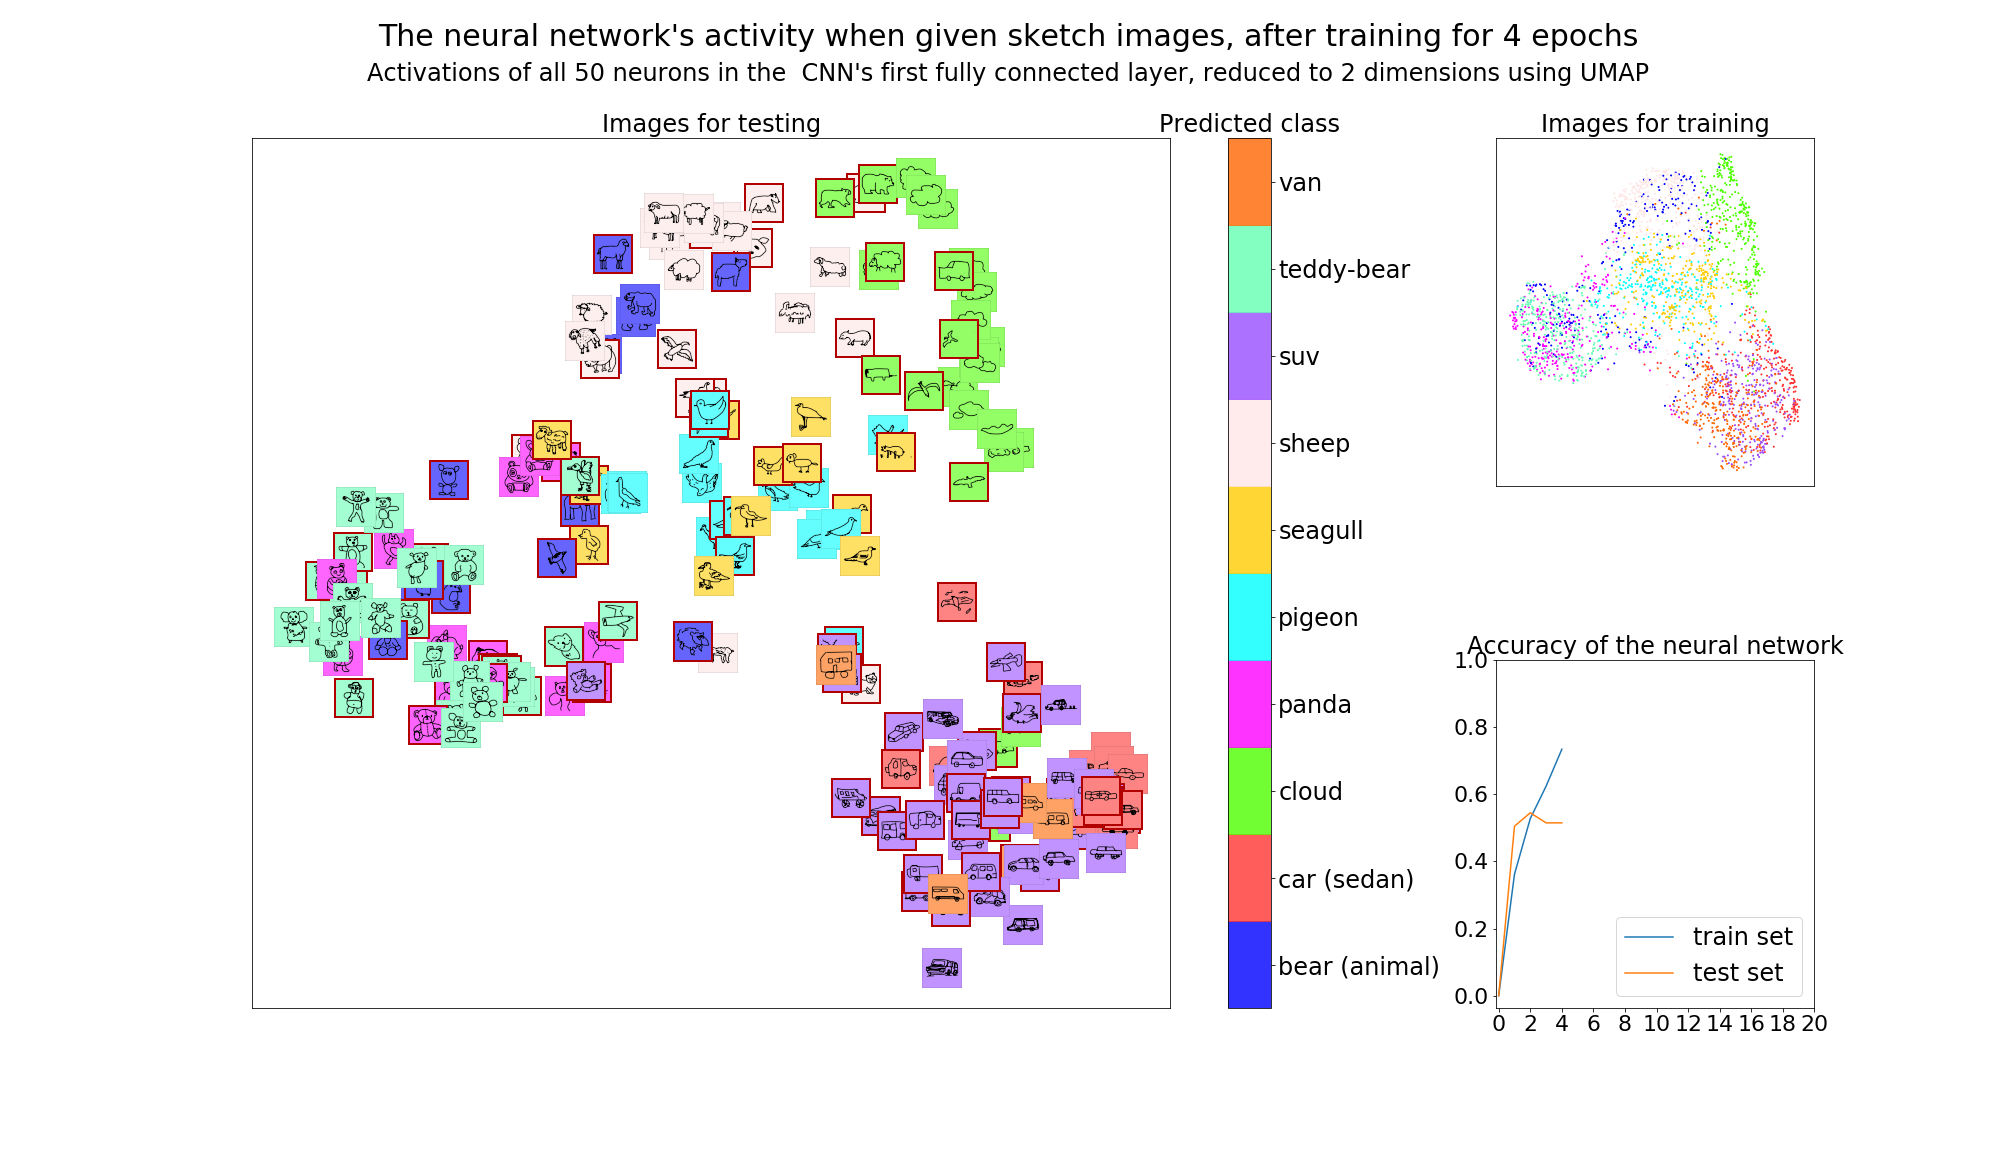 The neural network's activity when given sketch images, after training for 4 epochs
Activations of all 50 neurons in the  CNN's first fully connected layer, reduced to 2 dimensions using UMAP
Images for testing
Predicted class
van
teddy-bear
suv
sheep
seagull
pigeon
panda
cloud
car (sedan)
bear (animal)
Images for training
Accuracy of the neural network
1.0
0.8
0.6
0.4
0.2
0.0
train set
test set
0 2 4 6 8 10 12 14 16 18 20